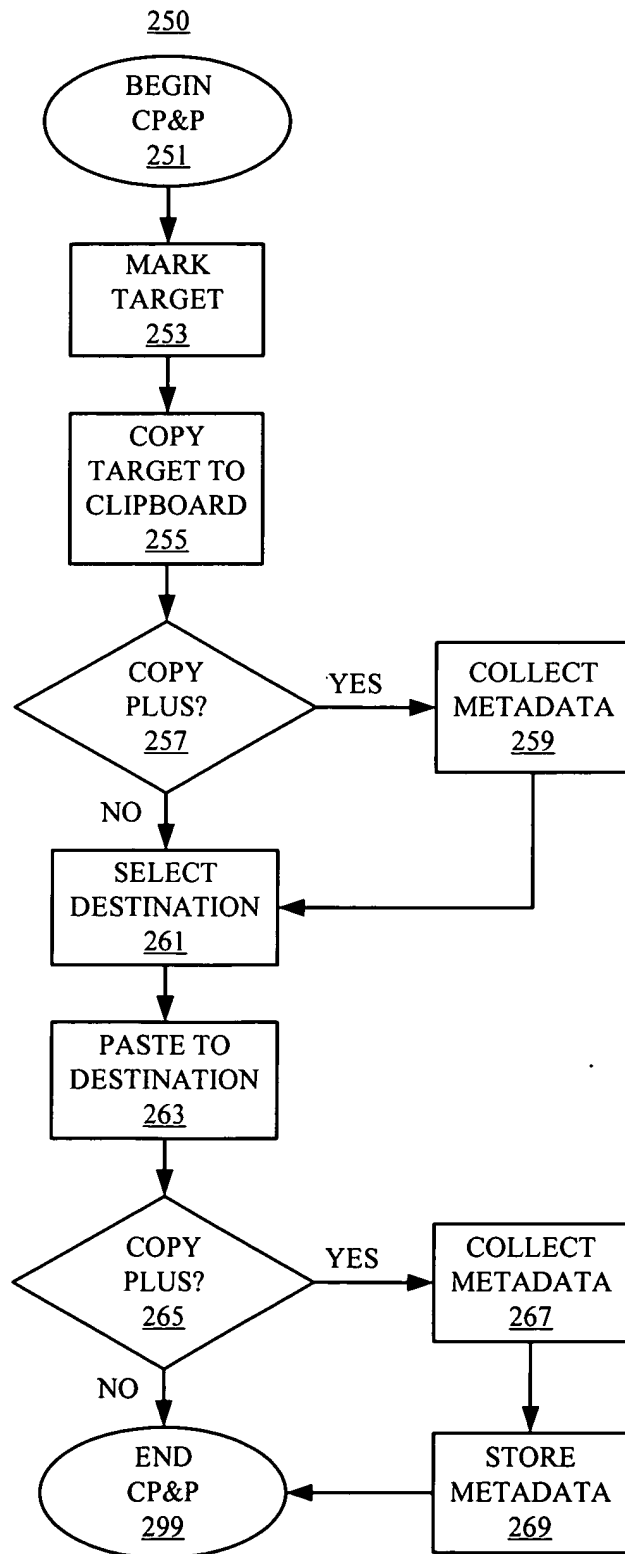 250
BEGIN
CP&P
251
MARK
TARGET
253
COPY
TARGET TO
CLIPBOARD
255
COPY
PLUS?
257
YES
COLLECT
METADATA
259
NO
SELECT
DESTINATION
261
PASTE TO
DESTINATION
263
COPY
PLUS?
265
YES
COLLECT
METADATA
267
NO
END
CP&P
299
STORE
METADATA
269